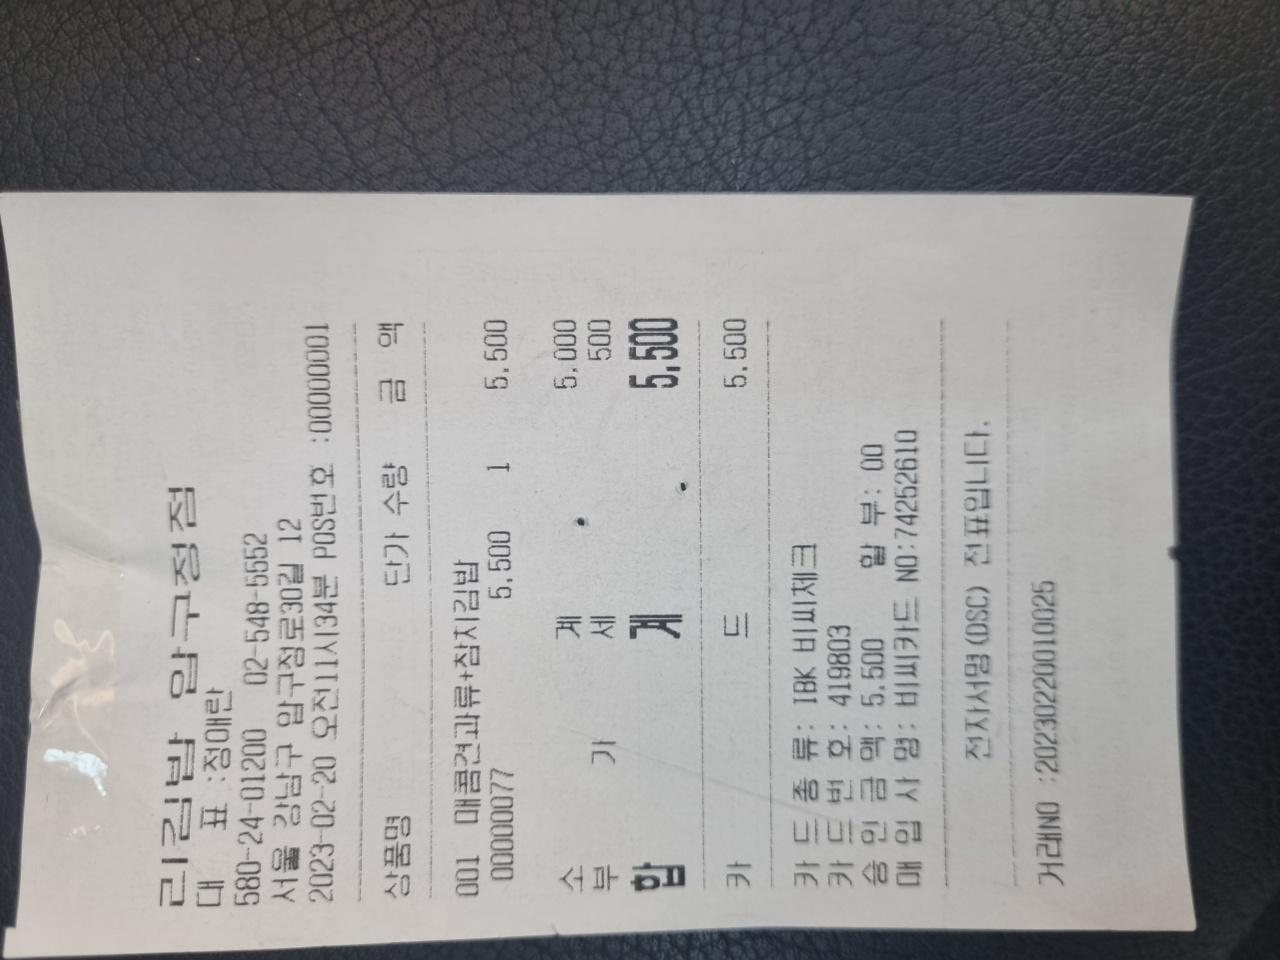 리김밥 압구정점
대 표 :정애란
580-24-01200 02-548-5552
서울 강남구 압구정로30길 12
2023-02-20 오전11시34분 POS번호 :00000001
상품명 단가 수량 금 액
001 매콤견과류+참치김밥
00000077 5,500 1 5,500
소 계 5,000
부 가 세 500
합 계 5,500
카 드 5,500
카 드 종 류: IBK 비씨체크
카 드 번 호: 419803
승 인 금 액: 5,500 할 부: 00
매 입 사 명: 비씨카드 NO:74252610
전자서명(DSC) 전표입니다.
거래NO :20230220010025